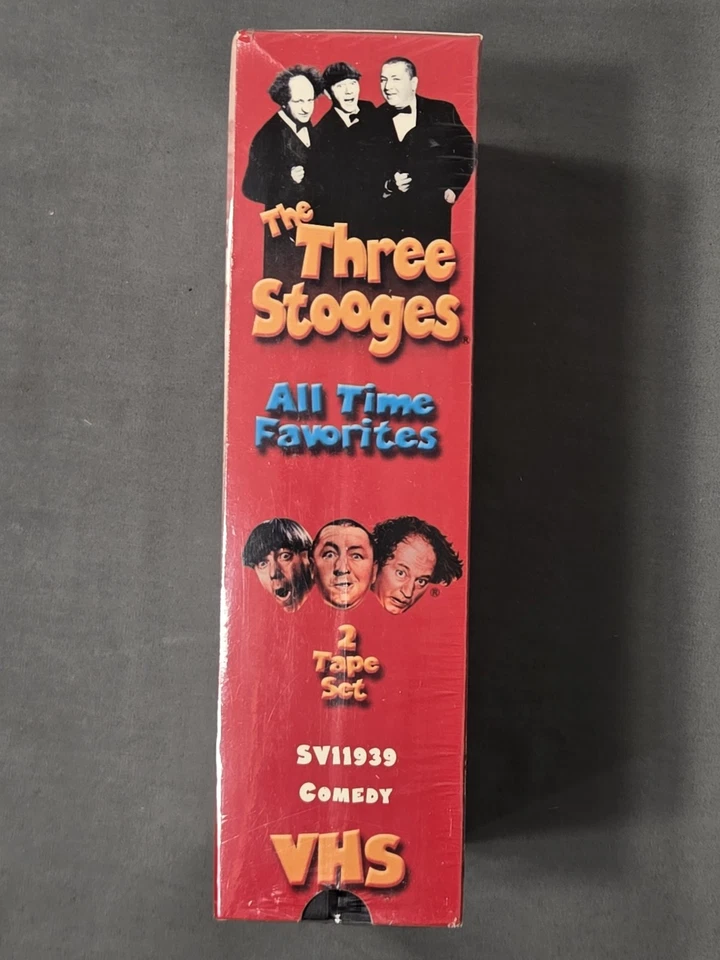 The
Three
Stooges®
All Time
Favorites
®
2
Tape
Set
SV11939
COMEDY
VHS